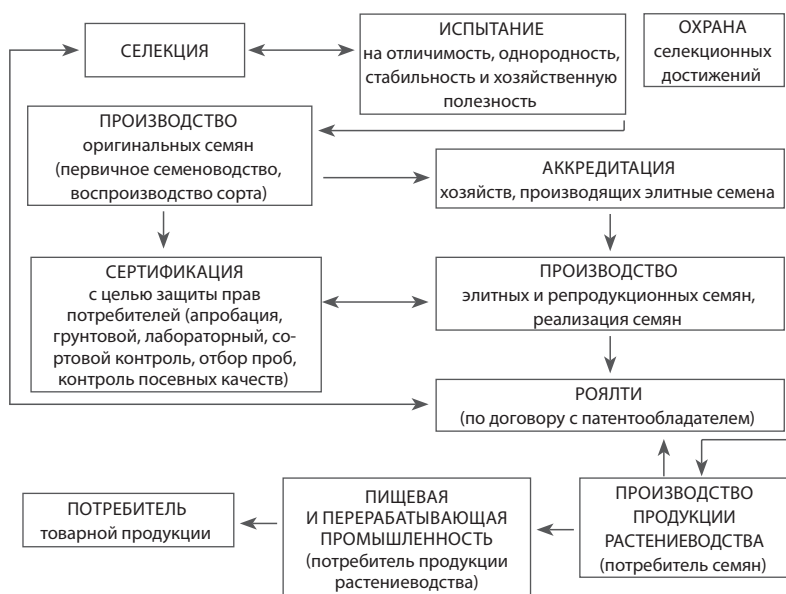 СЕЛЕКЦИЯ
ИСПЫТАНИЕ
на отличимость, однородность,
стабильность и хозяйственную
полезность
ОХРАНА
селекционных
достижений
ПРОИЗВОДСТВО
оригинальных семян
(первичное семеноводство,
воспроизводство сорта)
АККРЕДИТАЦИЯ
хозяйств, производящих элитные семена
СЕРТИФИКАЦИЯ
с целью защиты прав
потребителей (апробация,
грунтовой, лабораторный, со-
ртовой контроль, отбор проб,
контроль посевных качеств)
ПРОИЗВОДСТВО
элитных и репродукционных семян,
реализация семян
РОЯЛТИ
(по договору с патентообладателем)
ПОТРЕБИТЕЛЬ
товарной продукции
ПИЩЕВАЯ
И ПЕРЕРАБАТЫВАЮЩАЯ
ПРОМЫШЛЕННОСТЬ
(потребитель продукции
растениеводства)
ПРОИЗВОДСТВО
ПРОДУКЦИИ
РАСТЕНИЕВОДСТВА
(потребитель семян)